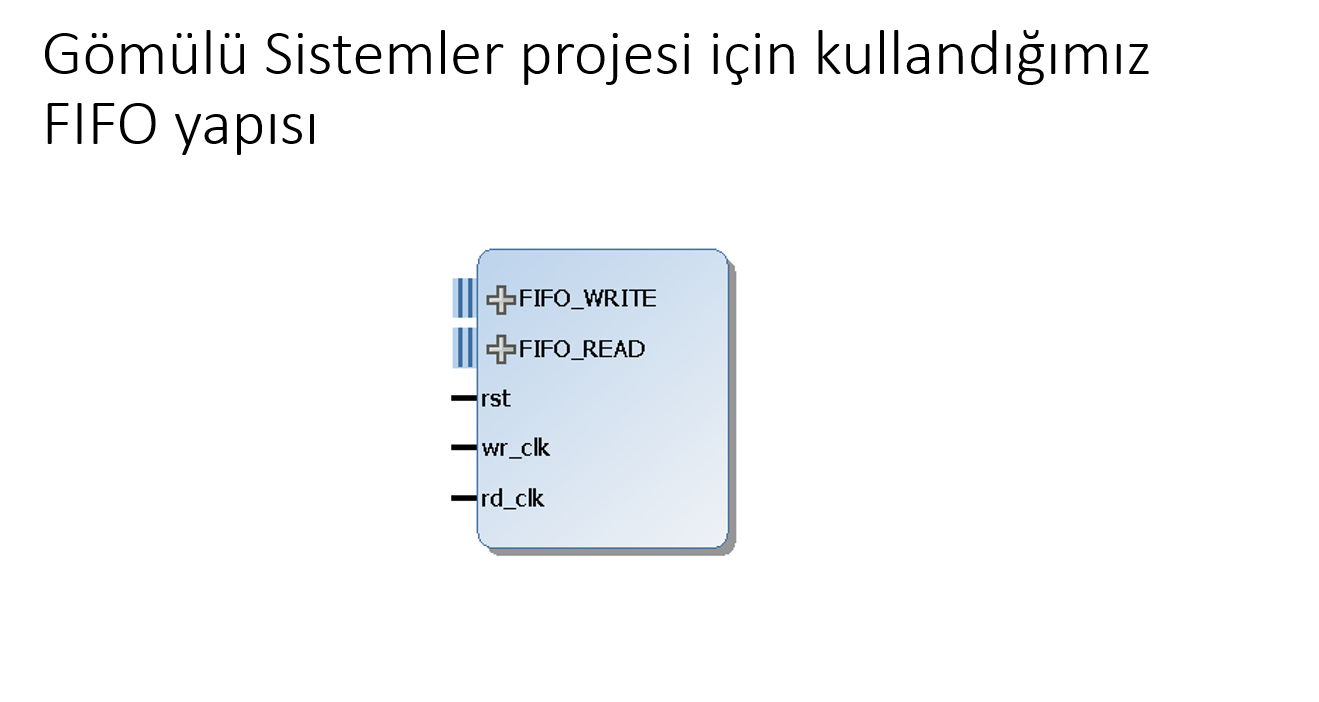 Gömülü Sistemler projesi için kullandığımız
FIFO yapısı
FIFO_WRITE
FIFO_READ
rst
wr_clk
rd_clk